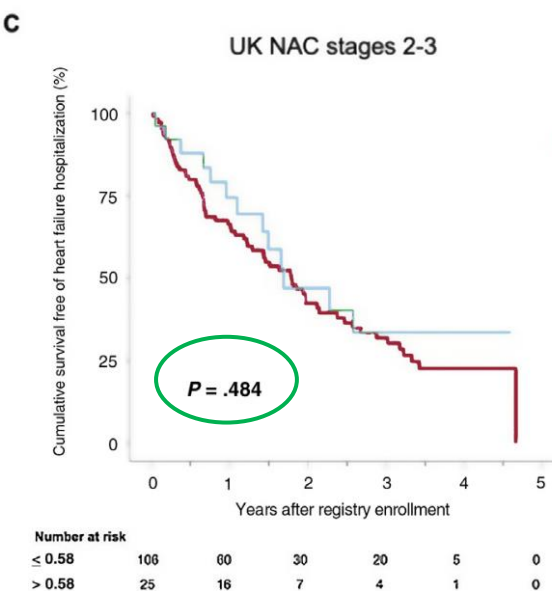 C
UK NAC stages 2-3
Cumulative survival free of heart failure hospitalization (%)
100
75
50
25
0
P = .484
0 1 2 3 4 5
Years after registry enrollment
Number at risk
≤ 0.58 106 60 30 20 5 0
> 0.58 25 16 7 4 1 0